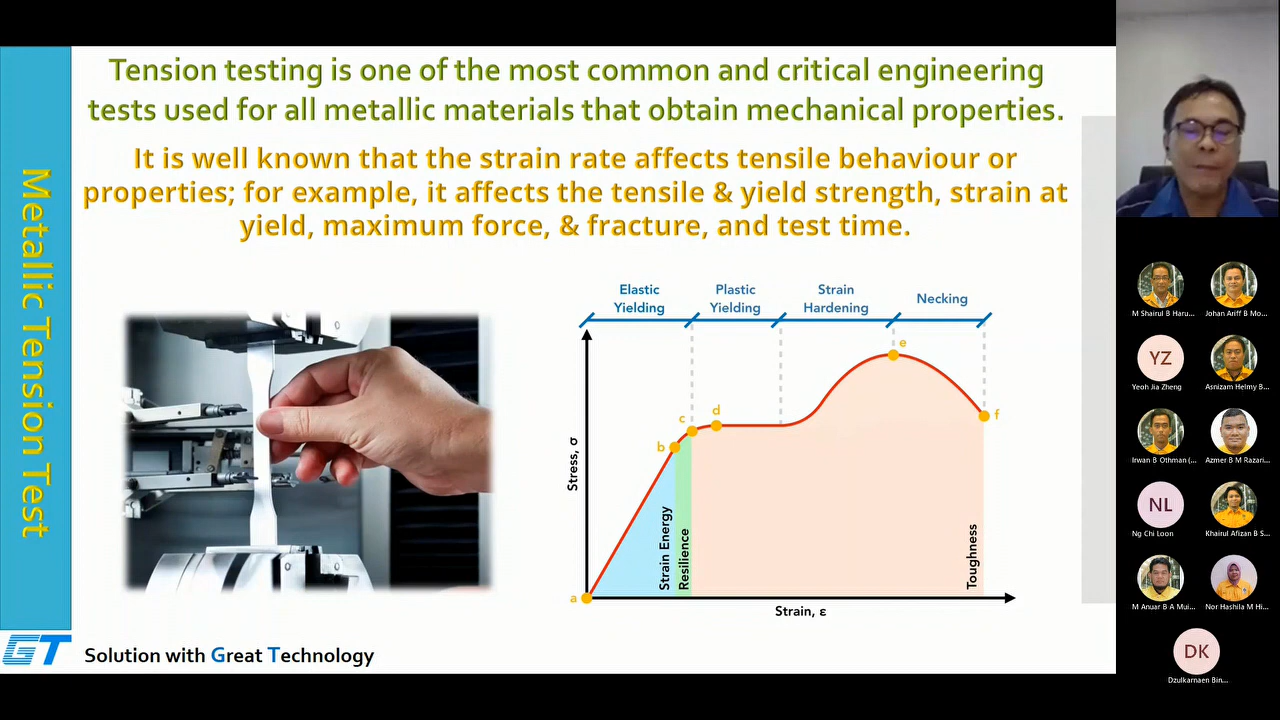 Tension testing is one of the most common and critical engineering
tests used for all metallic materials that obtain mechanical properties.
It is well known that the strain rate affects tensile behaviour or
properties; for example, it affects the tensile & yield strength, strain at
yield, maximum force, & fracture, and test time.
Metallic Tension Test
Elastic
Yielding
Plastic
Yielding
Strain
Hardening
Necking
a
b
c
d
e
f
Stress, σ
Strain Energy
Resilience
Toughness
Strain, ε
GT
Solution with Great Technology
M Shairul B Haru...
Johan Ariff B Mo...
YZ
Yeoh Jia Zheng
Asnizam Helmy B...
Irwan B Othman (...
Azmer B M Razari...
NL
Ng Chi Loon
Khairul Afizan B S...
M Anuar B A Mui...
Nor Hashila M Hi...
DK
Dzulkarnaen Bin...